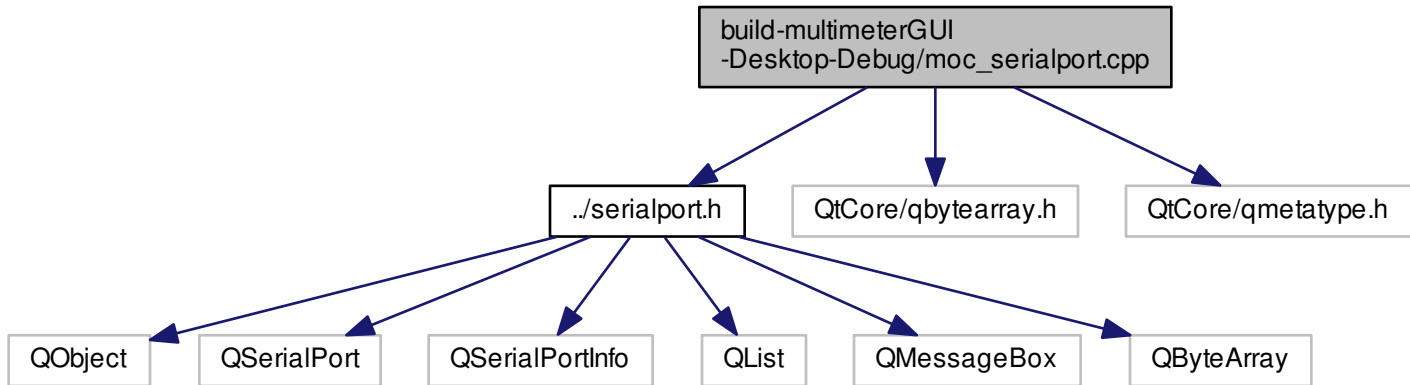 build-multimeterGUI
-Desktop-Debug/moc_serialport.cpp
../serialport.h
QtCore/qbytearray.h
QtCore/qmetatype.h
QObject
QSerialPort
QSerialPortInfo
QList
QMessageBox
QByteArray